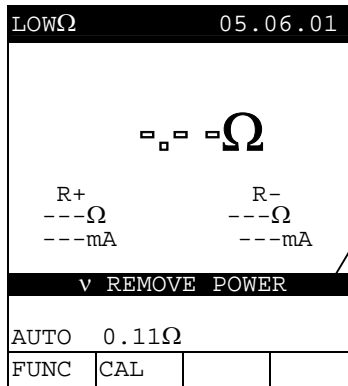 LOWΩ 05.06.01
-.- -Ω
R+ R-
---Ω ---Ω
---mA ---mA
ν REMOVE POWER
AUTO 0.11Ω
FUNC CAL